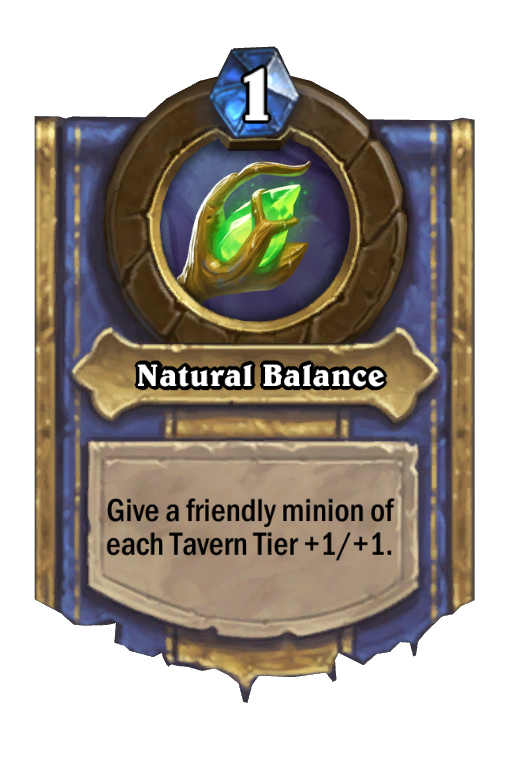 1
Natural Balance
Give a friendly minion of
each Tavern Tier +1/+1.